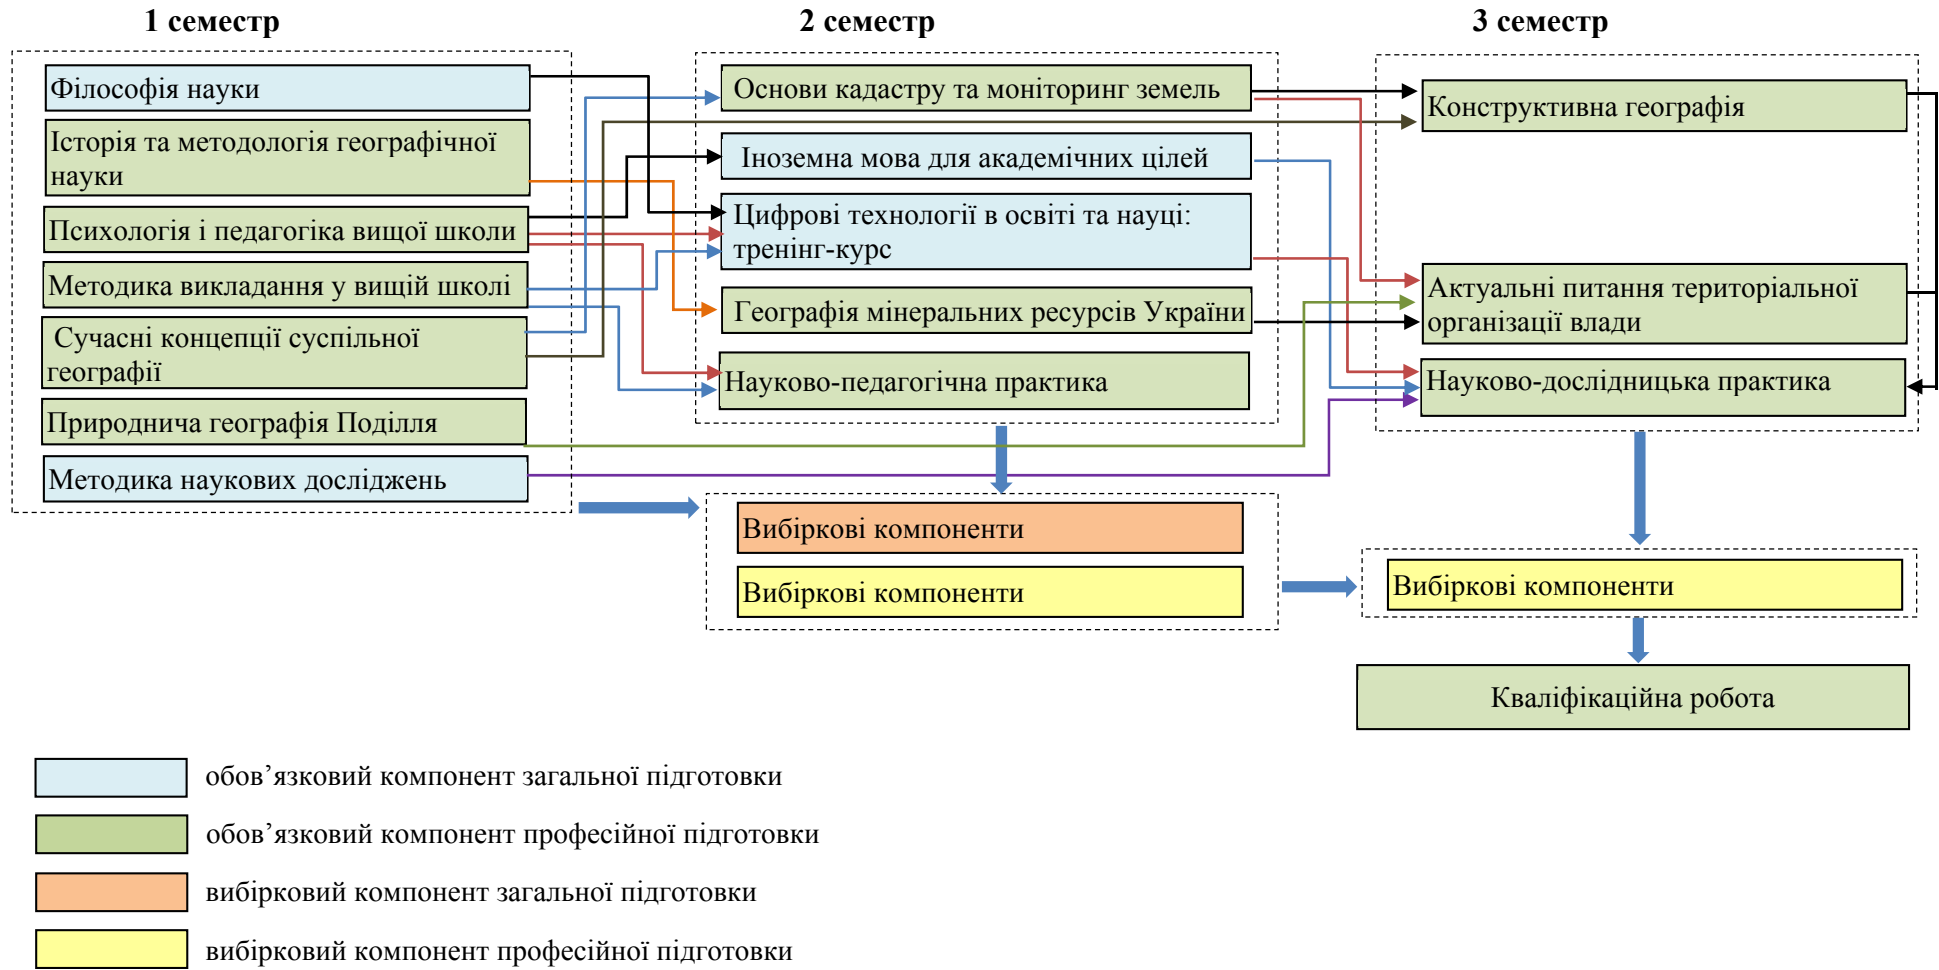 1 семестр
2 семестр
3 семестр
Філософія науки
Історія та методологія географічної
науки
Психологія і педагогіка вищої школи
Методика викладання у вищій школі
Сучасні концепції суспільної
географії
Природнича географія Поділля
Методика наукових досліджень
Основи кадастру та моніторинг земель
Іноземна мова для академічних цілей
Цифрові технології в освіті та науці:
тренінг-курс
Географія мінеральних ресурсів України
Науково-педагогічна практика
Вибіркові компоненти
Вибіркові компоненти
Конструктивна географія
Актуальні питання територіальної
організації влади
Науково-дослідницька практика
Вибіркові компоненти
Кваліфікаційна робота
обов’язковий компонент загальної підготовки
обов’язковий компонент професійної підготовки
вибірковий компонент загальної підготовки
вибірковий компонент професійної підготовки